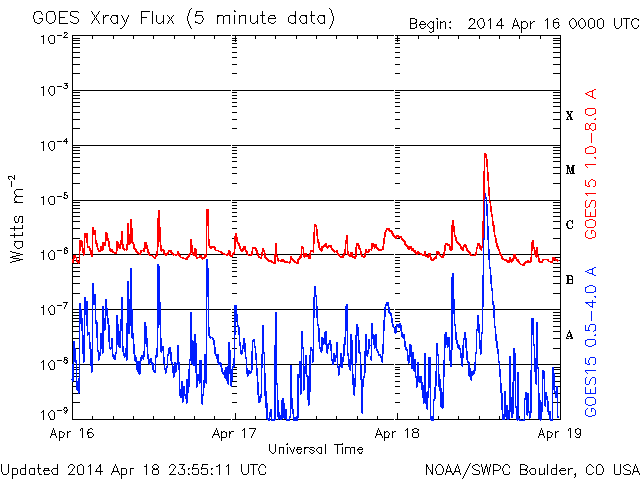 GOES Xray Flux (5 minute data)
Begin: 2014 Apr 16 0000 UTC
10-2
10-3
10-4
10-5
10-6
10-7
10-8
10-9
Watts m-2
X
M
C
B
A
GOES15 1.0-8.0 A
GOES15 0.5-4.0 A
Apr 16
Apr 17
Apr 18
Apr 19
Universal Time
Updated 2014 Apr 18 23:55:11 UTC
NOAA/SWPC Boulder, CO USA